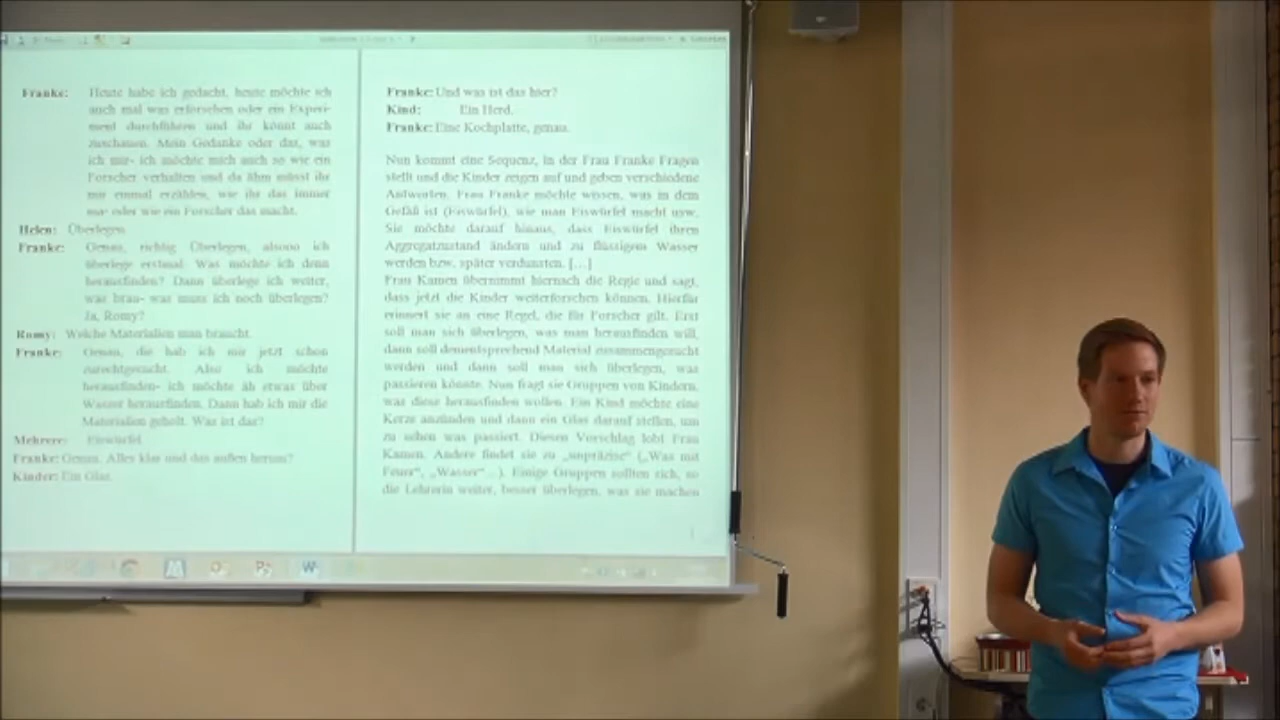 Franke: Heute habe ich gedacht, heute möchte ich
auch mal was erforschen oder ein Experi-
ment durchführen und ihr könnt auch
zuschauen. Mein Gedanke oder das, was
ich mir- ich möchte mich auch so wie ein
Forscher verhalten und da ähm müsst ihr
mir einmal erzählen, wie ihr das immer
ma- oder wie ein Forscher das macht.
Helen: Überlegen.
Franke: Genau, richtig Überlegen, alsooo ich
überlege erstmal. Was möchte ich denn
herausfinden? Dann überlege ich weiter,
was brau- was muss ich noch überlegen?
Ja, Romy?
Romy: Welche Materialien man braucht.
Franke: Genau, die hab ich mir jetzt schon
zurechtgesucht. Also ich möchte
herausfinden- ich möchte äh etwas über
Wasser herausfinden. Dann hab ich mir die
Materialien geholt. Was ist das?
Mehrere: Eiswürfel.
Franke: Genau. Alles klar und das außen herum?
Kinder: Ein Glas.
Franke: Und was ist das hier?
Kind: Ein Herd.
Franke: Eine Kochplatte, genau.
Nun kommt eine Sequenz, in der Frau Franke Fragen
stellt und die Kinder zeigen auf und geben verschiedene
Antworten. Frau Franke möchte wissen, was in dem
Gefäß ist (Eiswürfel), wie man Eiswürfel macht usw.
Sie möchte darauf hinaus, dass Eiswürfel ihren
Aggregatzustand ändern und zu flüssigem Wasser
werden bzw. später verdunsten. [...]
Frau Kamen übernimmt hiernach die Regie und sagt,
dass jetzt die Kinder weiterforschen können. Hierfür
erinnert sie an eine Regel, die für Forscher gilt. Erst
soll man sich überlegen, was man herausfinden will,
dann soll dementsprechend Material zusammengesucht
werden und dann soll man sich überlegen, was
passieren könnte. Nun fragt sie Gruppen von Kindern,
was diese herausfinden wollen. Ein Kind möchte eine
Kerze anzünden und dann ein Glas darauf stellen, um
zu sehen was passiert. Diesen Vorschlag lobt Frau
Kamen. Andere findet sie zu „unpräzise“ („Was mit
Feuer“, „Wasser“...). Einige Gruppen sollten sich, so
die Lehrerin weiter, besser überlegen, was sie machen